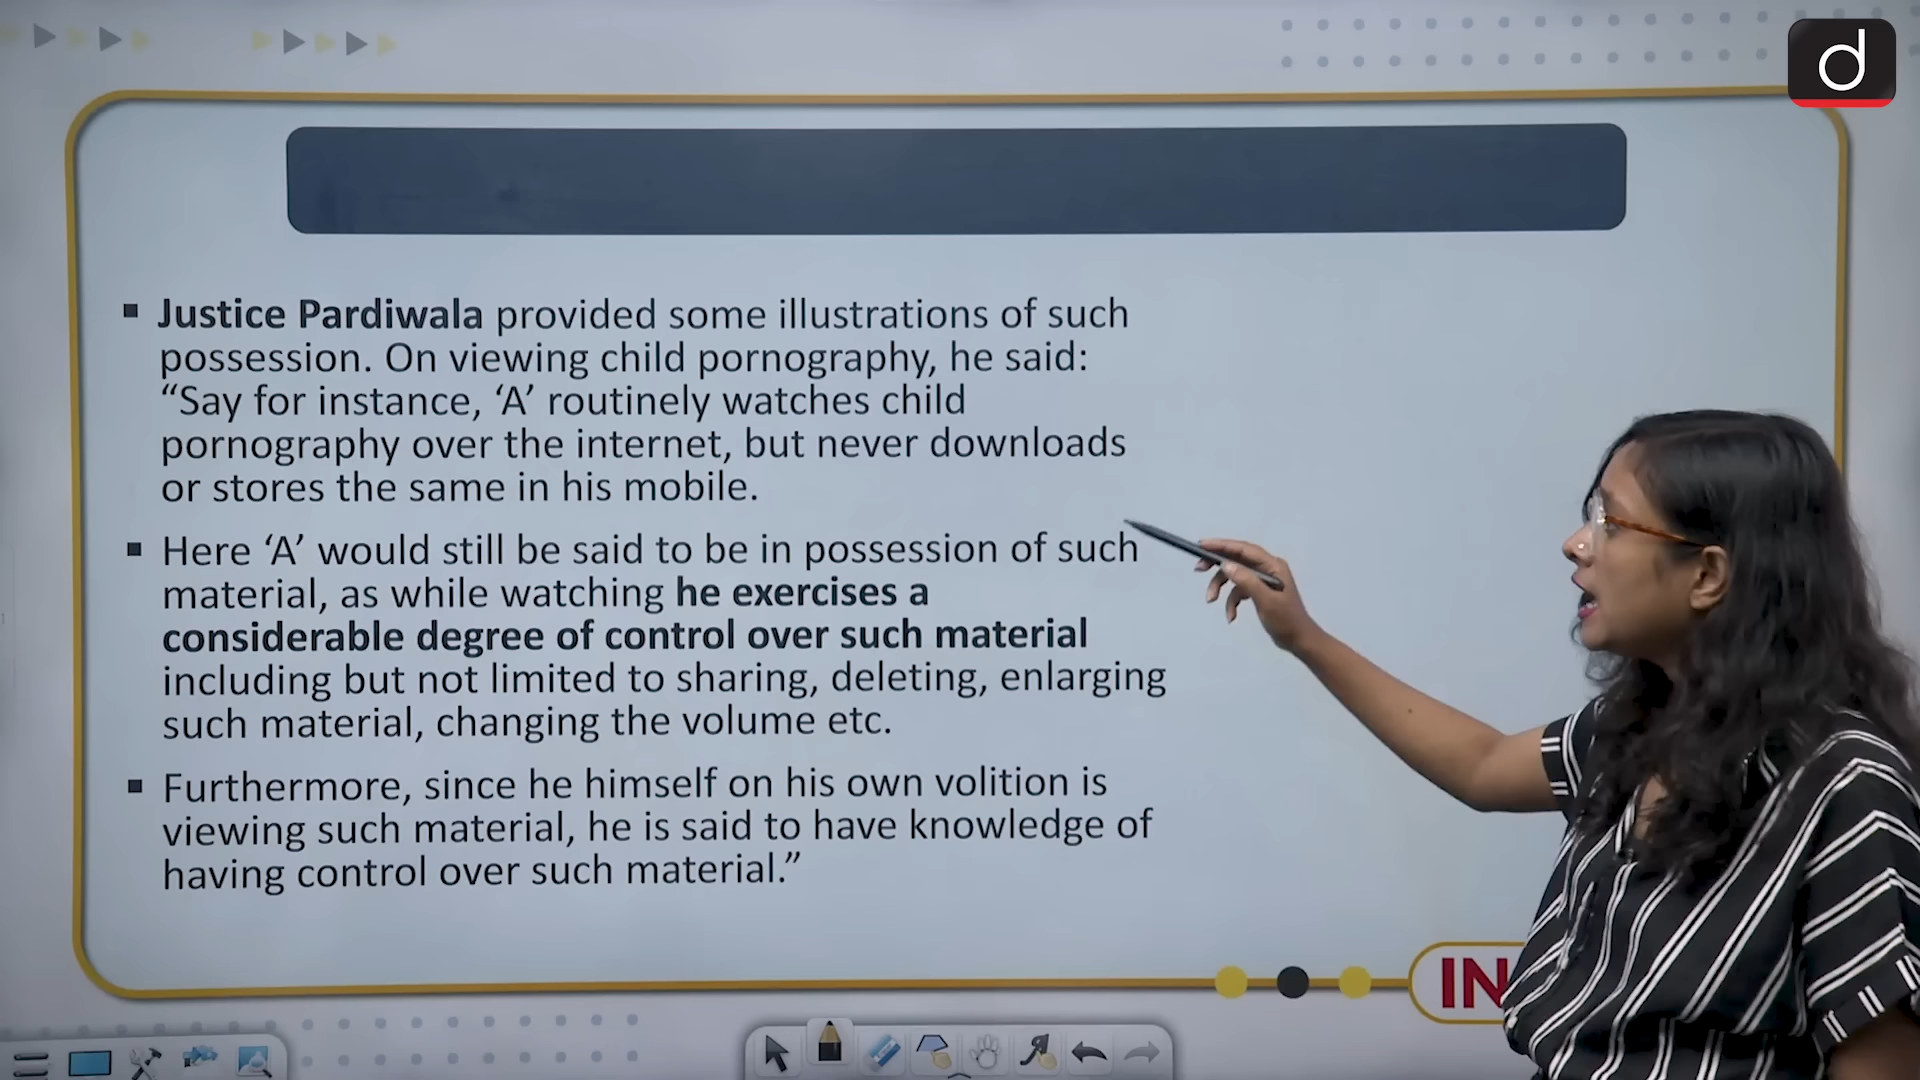 d
▪ Justice Pardiwala provided some illustrations of such
possession. On viewing child pornography, he said:
“Say for instance, ‘A’ routinely watches child
pornography over the internet, but never downloads
or stores the same in his mobile.
▪ Here ‘A’ would still be said to be in possession of such
material, as while watching he exercises a
considerable degree of control over such material
including but not limited to sharing, deleting, enlarging
such material, changing the volume etc.
▪ Furthermore, since he himself on his own volition is
viewing such material, he is said to have knowledge of
having control over such material.”
IN